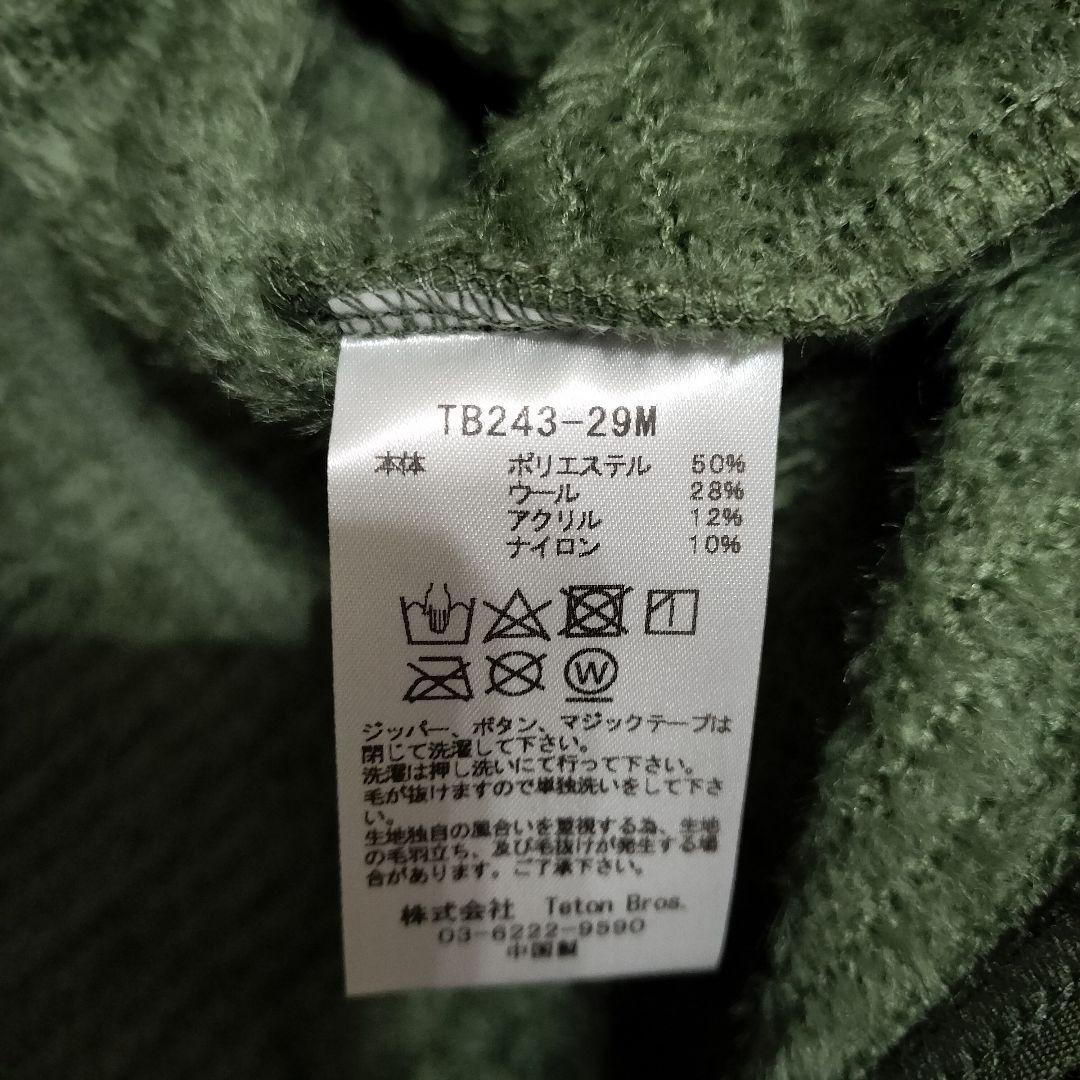 TB243-29M
本体 ポリエステル 50%
ウール 28%
アクリル 12%
ナイロン 10%
W
ジッパー、ボタン、マジックテープは
閉じて洗濯して下さい。
洗濯は押し洗いにて行って下さい。
毛が抜けますので単独洗いをして下さ
い。
生地独自の風合いを重視する為、生地
の毛羽立ち、及び毛抜けが発生する場
合があります。ご了承下さい。
株式会社 Teton Bros.
03-6222-9590
中国製